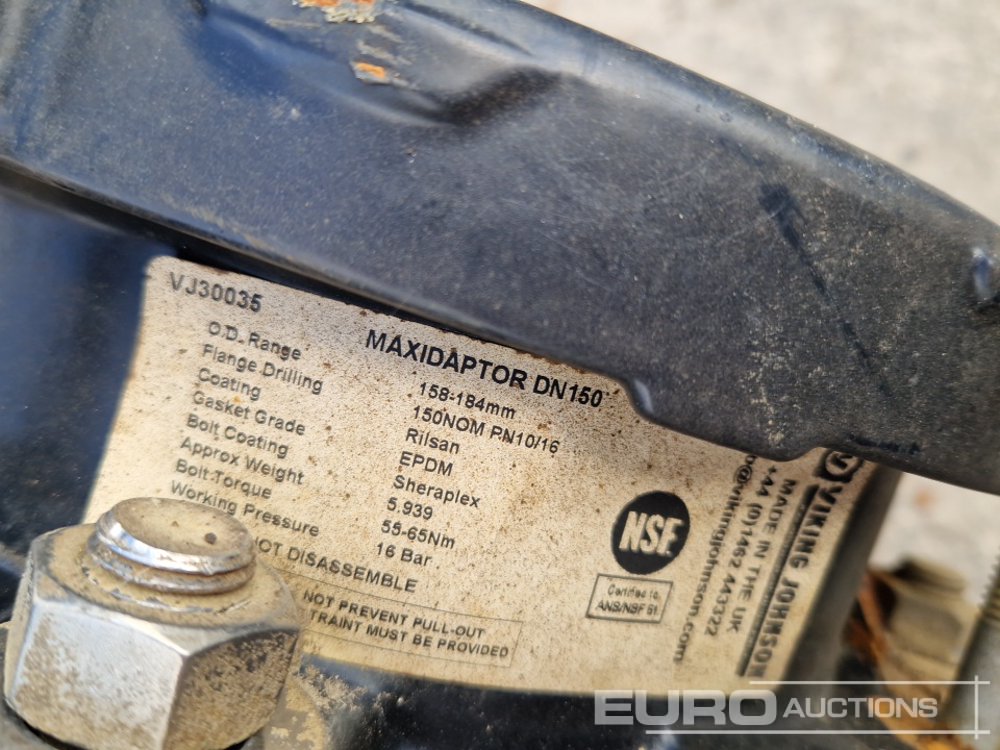 VJ30035
MAXIDAPTOR DN150
O.D. Range 158-184mm
Flange Drilling 150NOM PN10/16
Coating Rilsan
Gasket Grade EPDM
Bolt Coating Sheraplex
Approx Weight 5.939
Bolt Torque 55-65Nm
Working Pressure 16 Bar
NOT DISASSEMBLE
NOT PREVENT PULL-OUT
TRAINT MUST BE PROVIDED
NSF
Certified to
ANSI/NSF 61
VIKING JOHNSON
MADE IN THE UK
+44 (0)1462 443322
@vikingjohnson.com
EURO AUCTIONS